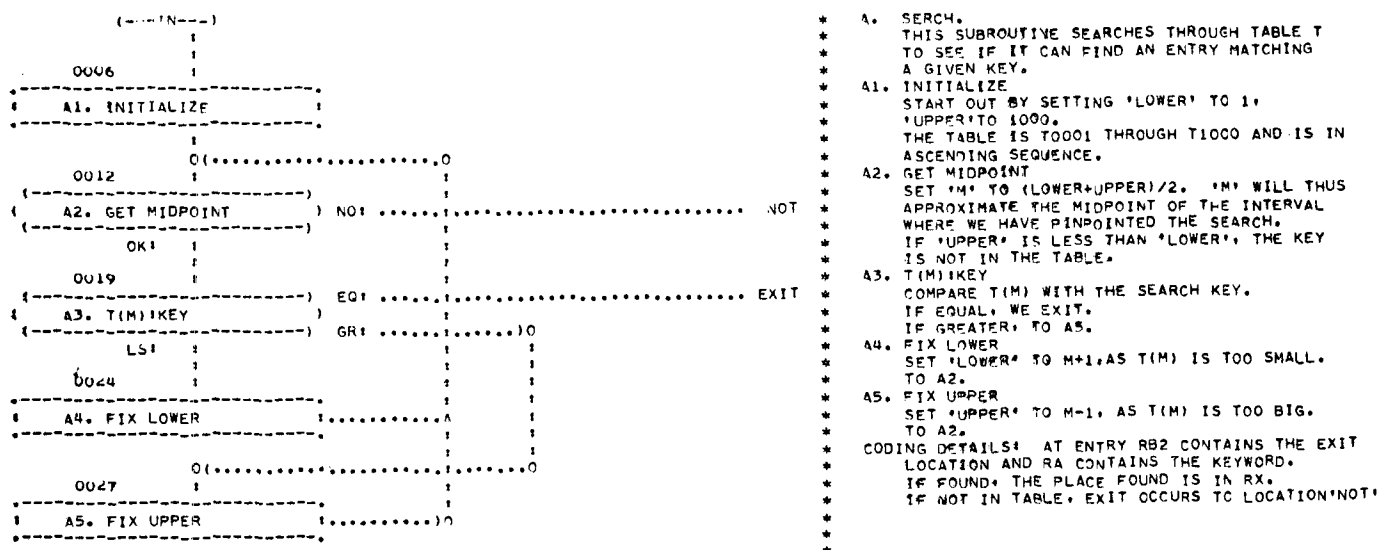 (---IN---)
0006
A1. INITIALIZE
0012
A2. GET MIDPOINT NO: NOT
OK:
0019
A3. T(M):KEY EQ: EXIT
GR:
LS:
0024
A4. FIX LOWER
0027
A5. FIX UPPER
* A. SERCH.
* THIS SUBROUTINE SEARCHES THROUGH TABLE T
* TO SEE IF IT CAN FIND AN ENTRY MATCHING
* A GIVEN KEY.
* A1. INITIALIZE
* START OUT BY SETTING 'LOWER' TO 1,
* 'UPPER'TO 1000.
* THE TABLE IS T0001 THROUGH T1000 AND IS IN
* ASCENDING SEQUENCE.
* A2. GET MIDPOINT
* SET 'M' TO (LOWER+UPPER)/2. 'M' WILL THUS
* APPROXIMATE THE MIDPOINT OF THE INTERVAL
* WHERE WE HAVE PINPOINTED THE SEARCH.
* IF 'UPPER' IS LESS THAN 'LOWER', THE KEY
* IS NOT IN THE TABLE.
* A3. T(M):KEY
* COMPARE T(M) WITH THE SEARCH KEY.
* IF EQUAL, WE EXIT.
* IF GREATER, TO A5.
* A4. FIX LOWER
* SET 'LOWER' TO M+1,AS T(M) IS TOO SMALL.
* TO A2.
* A5. FIX UPPER
* SET 'UPPER' TO M-1, AS T(M) IS TOO BIG.
* TO A2.
* CODING DETAILS: AT ENTRY RB2 CONTAINS THE EXIT
* LOCATION AND RA CONTAINS THE KEYWORD.
* IF FOUND, THE PLACE FOUND IS IN RX.
* IF NOT IN TABLE, EXIT OCCURS TO LOCATION'NOT'